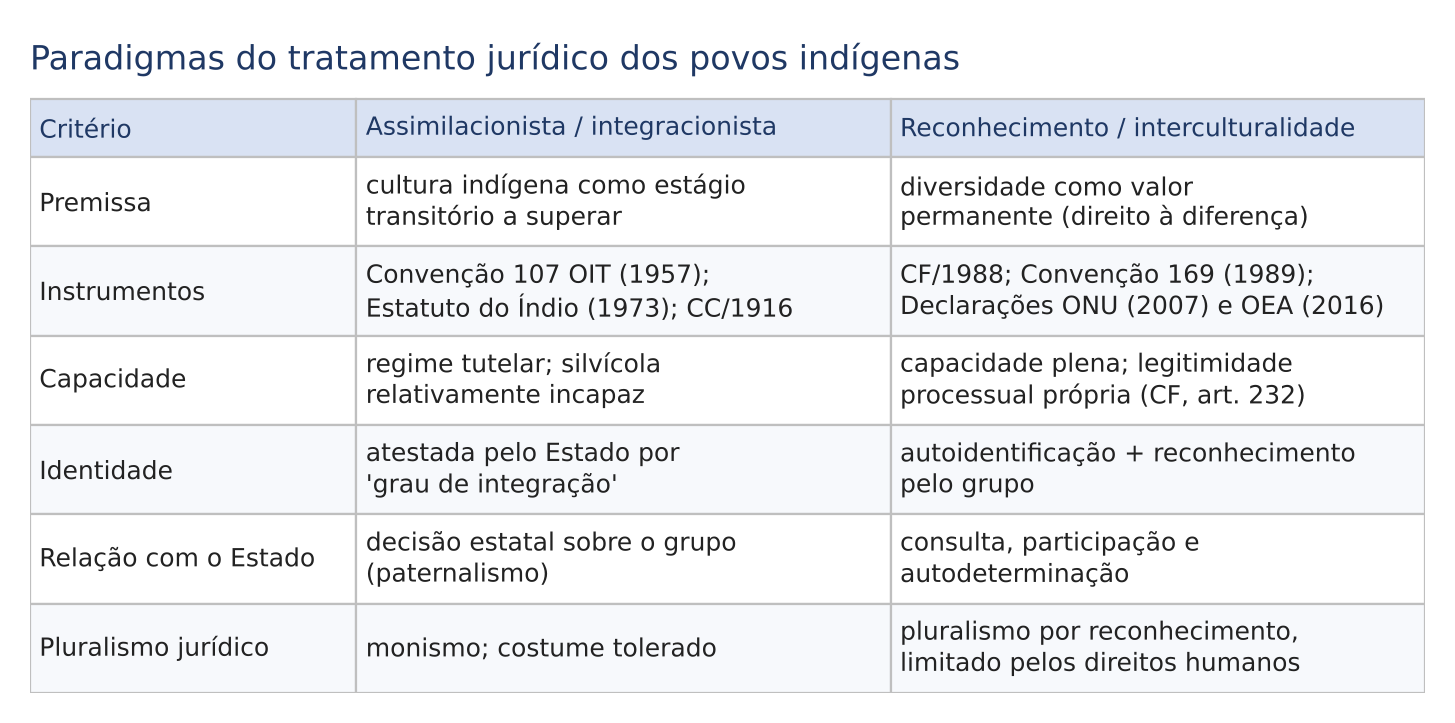 Paradigmas do tratamento jurídico dos povos indígenas
Critério
Assimilacionista / integracionista
Reconhecimento / interculturalidade
Premissa
cultura indígena como estágio
transitório a superar
diversidade como valor
permanente (direito à diferença)
Instrumentos
Convenção 107 OIT (1957);
Estatuto do Índio (1973); CC/1916
CF/1988; Convenção 169 (1989);
Declarações ONU (2007) e OEA (2016)
Capacidade
regime tutelar; silvícola
relativamente incapaz
capacidade plena; legitimidade
processual própria (CF, art. 232)
Identidade
atestada pelo Estado por
'grau de integração'
autoidentificação + reconhecimento
pelo grupo
Relação com o Estado
decisão estatal sobre o grupo
(paternalismo)
consulta, participação e
autodeterminação
Pluralismo jurídico
monismo; costume tolerado
pluralismo por reconhecimento,
limitado pelos direitos humanos